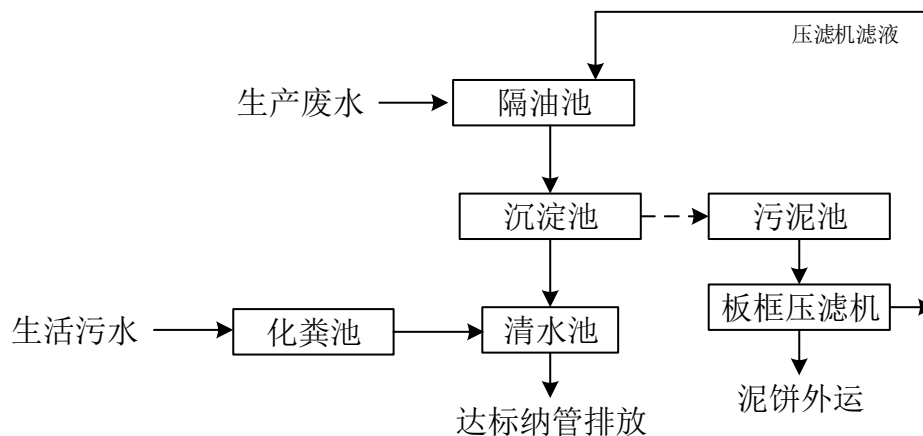 压滤机滤液
生产废水
隔油池
沉淀池
污泥池
生活污水
化粪池
清水池
板框压滤机
达标纳管排放
泥饼外运